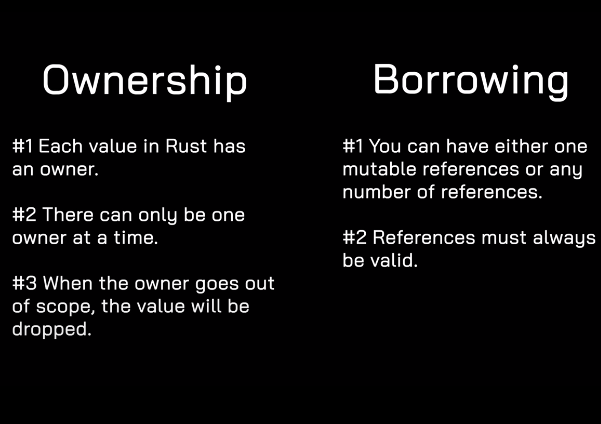 Ownership
#1 Each value in Rust has
an owner.
#2 There can only be one
owner at a time.
#3 When the owner goes out
of scope, the value will be
dropped.
Borrowing
#1 You can have either one
mutable references or any
number of references.
#2 References must always
be valid.